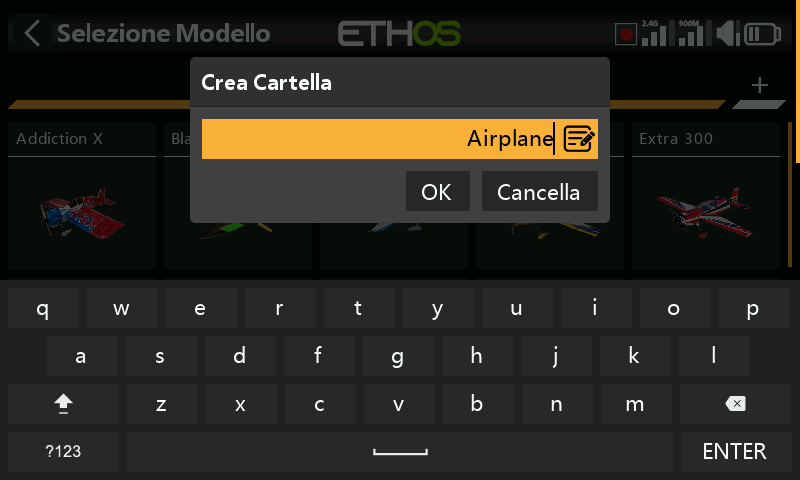 Selezione Modello
ETHOS
2.4G
900M
Crea Cartella
Airplane
OK
Cancella
Addiction X
Bla
Extra 300
q w e r t y u i o p
a s d f g h j k l
z x c v b n m
?123
ENTER